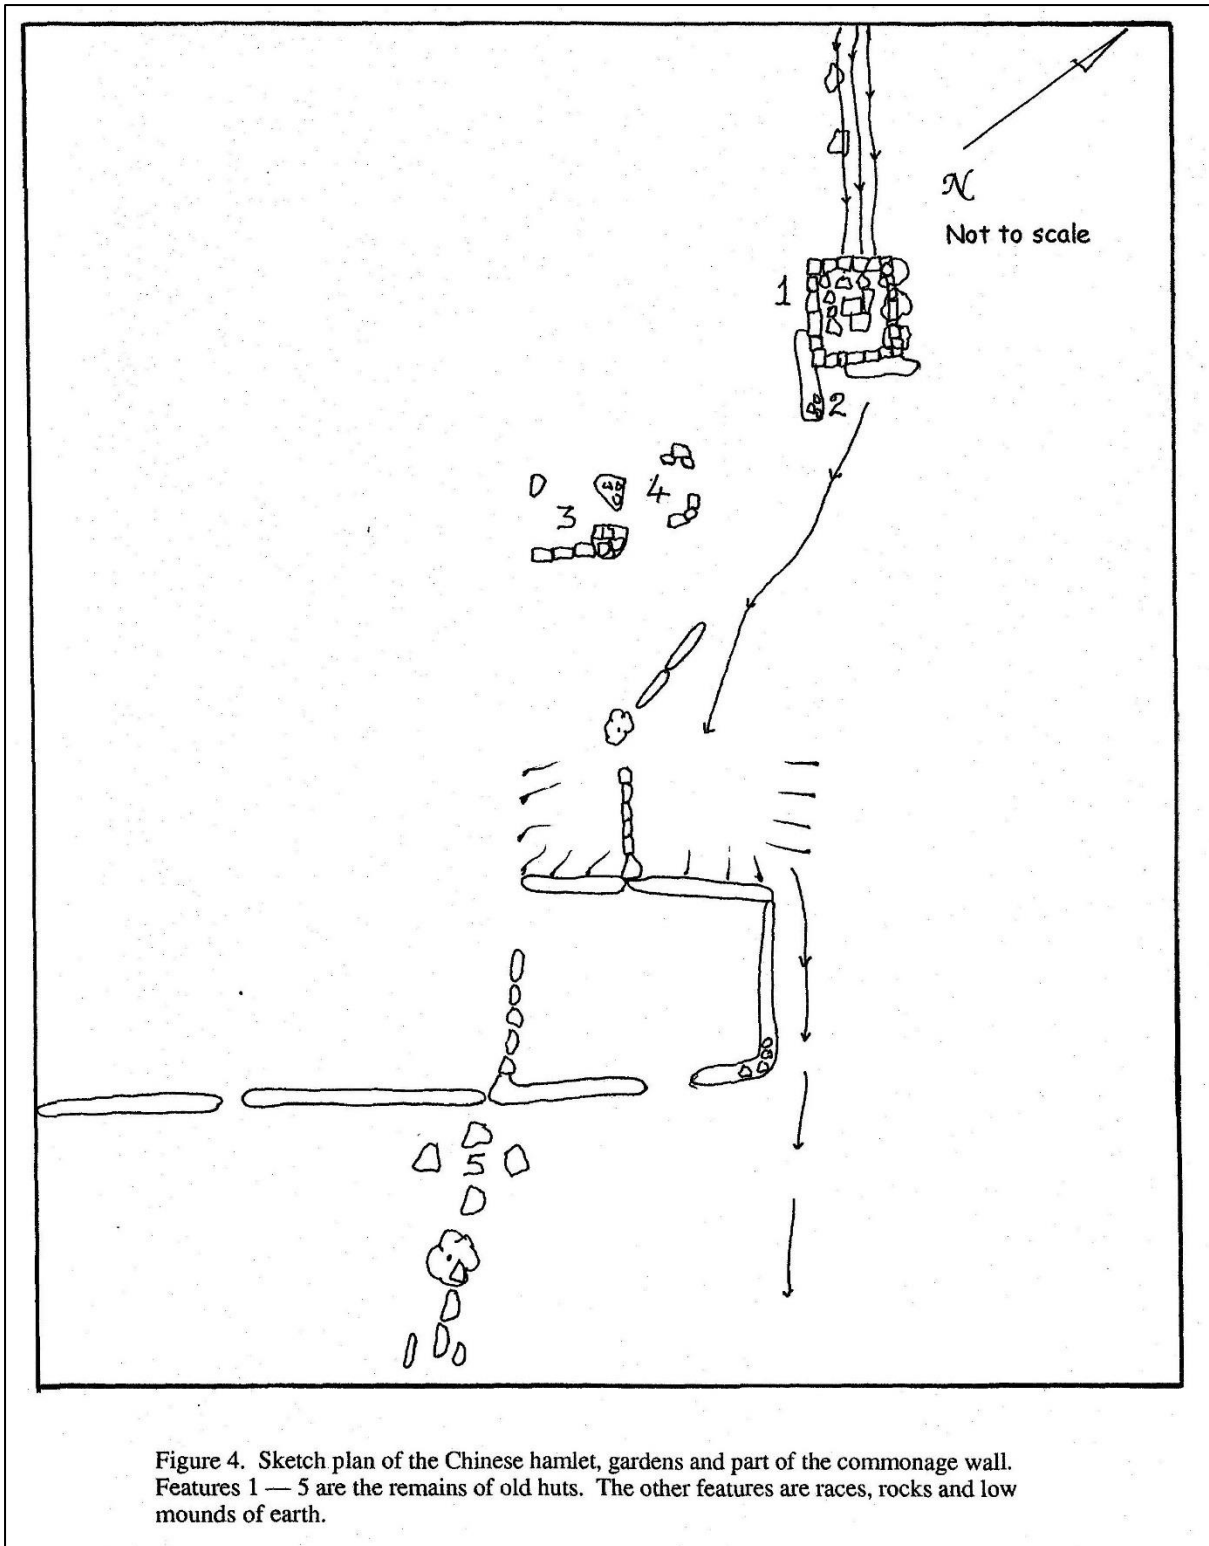 N
Not to scale
1
2
4
3
5
Figure 4. Sketch plan of the Chinese hamlet, gardens and part of the commonage wall.
Features 1 — 5 are the remains of old huts. The other features are races, rocks and low
mounds of earth.